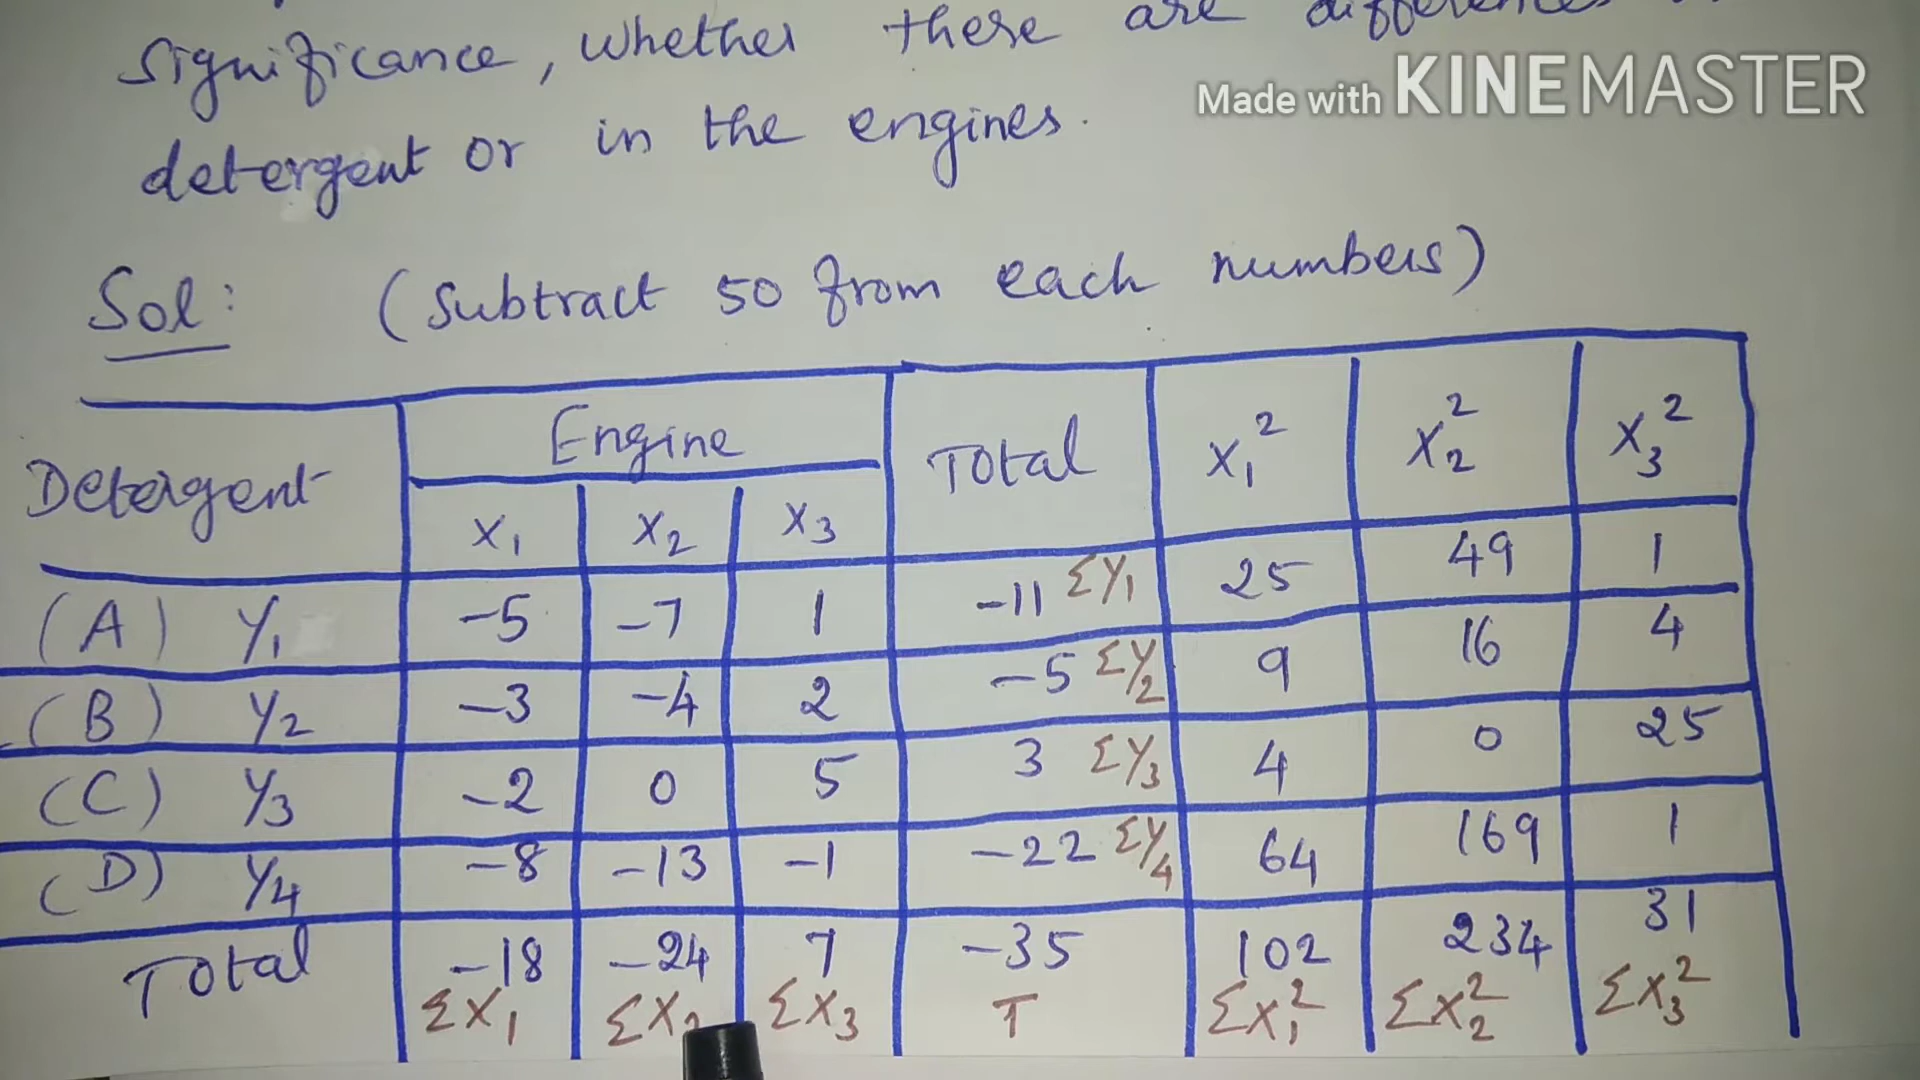 significance, whether there are differences
Made with KINEMASTER
detergent or in the engines.
Sol: (Subtract 50 from each numbers)
Detergent Engine Total X₁² X₂² X₃²
X₁ X₂ X₃
(A) Y₁ -5 -7 1 -11 ΣY₁ 25 49 1
(B) Y₂ -3 -4 2 -5 ΣY₂ 9 16 4
(C) Y₃ -2 0 5 3 ΣY₃ 4 0 25
(D) Y₄ -8 -13 -1 -22 ΣY₄ 64 169 1
Total -18 -24 7 -35 102 234 31
ΣX₁ ΣX₂ ΣX₃ T ΣX₁² ΣX₂² ΣX₃²